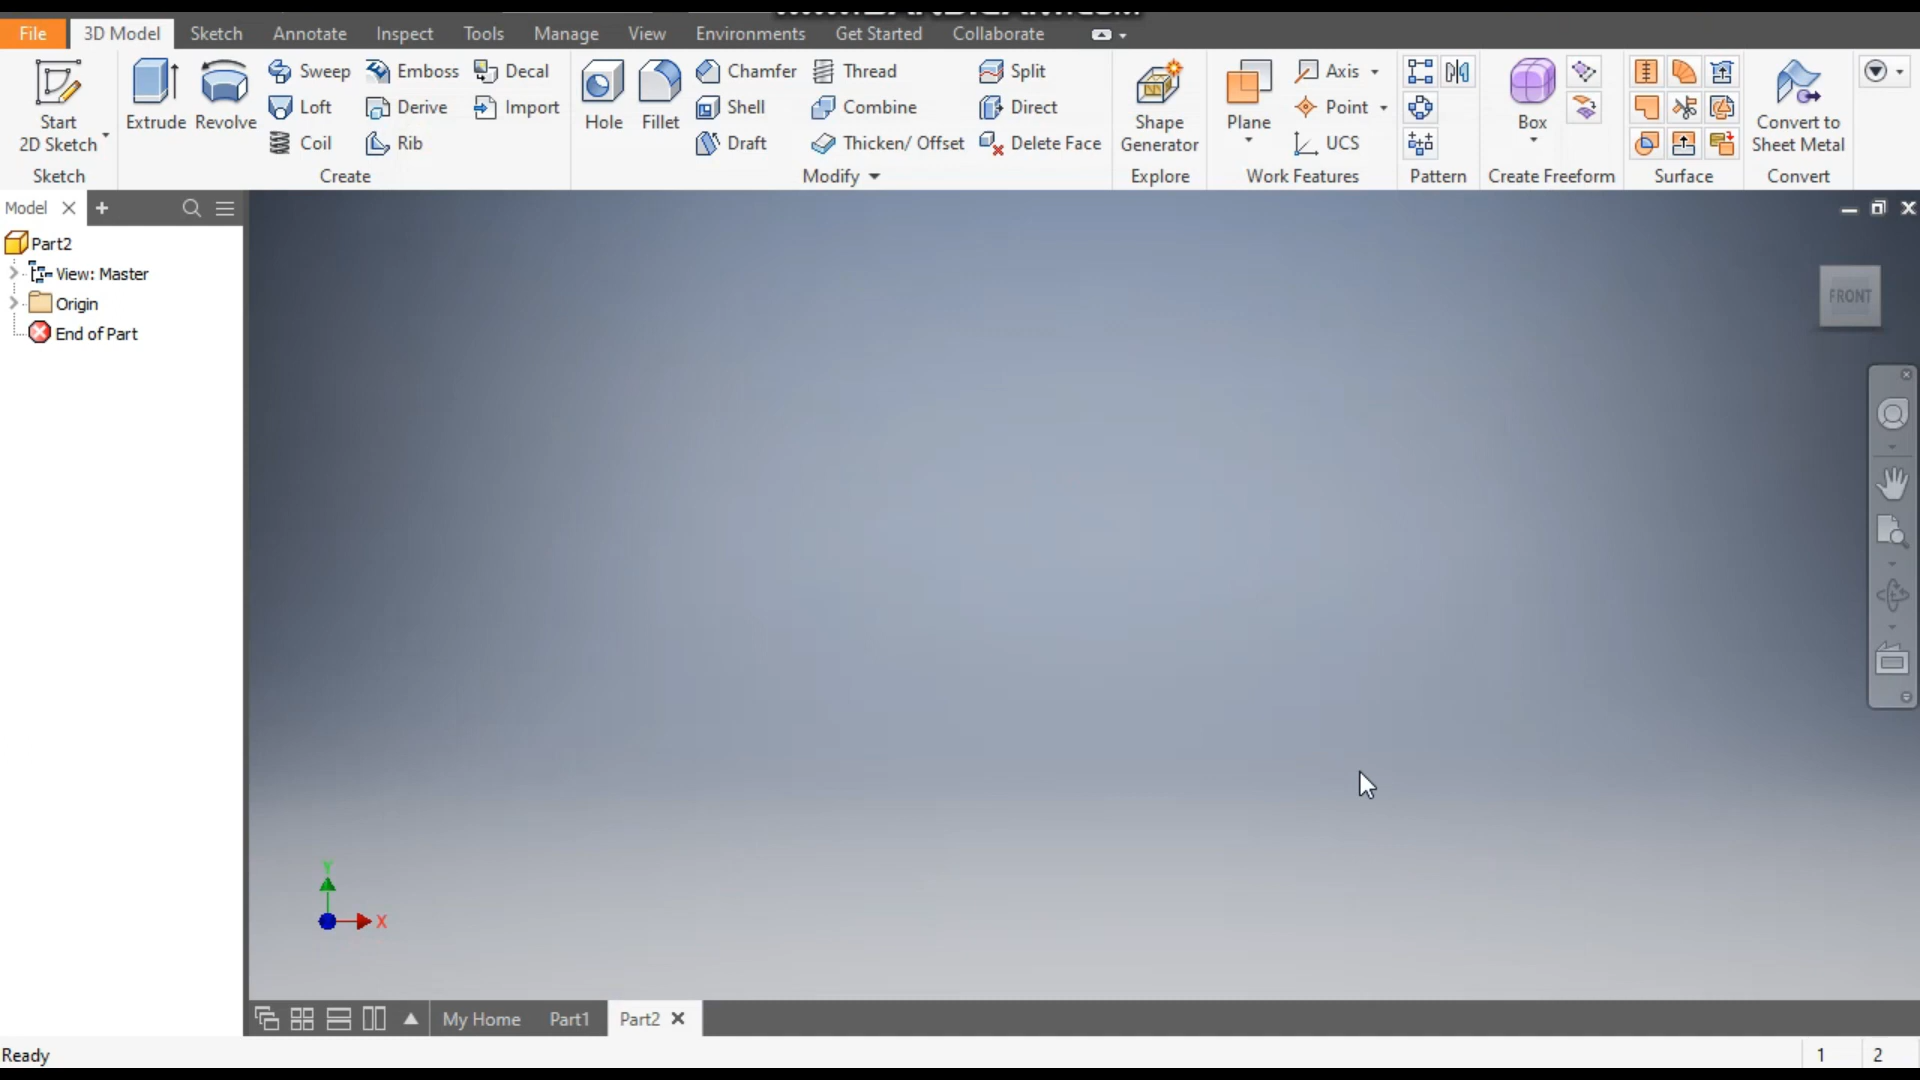 File 3D Model Sketch Annotate Inspect Tools Manage View Environments Get Started Collaborate
Start
2D Sketch
Sketch
Extrude
Revolve
Sweep
Loft
Coil
Emboss
Derive
Rib
Decal
Import
Create
Hole
Fillet
Chamfer
Shell
Draft
Thread
Combine
Thicken/ Offset
Split
Direct
Delete Face
Modify
Shape
Generator
Explore
Plane
Axis
Point
UCS
Work Features
Pattern
Box
Create Freeform
Surface
Convert to
Sheet Metal
Convert
Model
Part2
View: Master
Origin
End of Part
FRONT
Y
X
My Home Part1 Part2
Ready
1 2